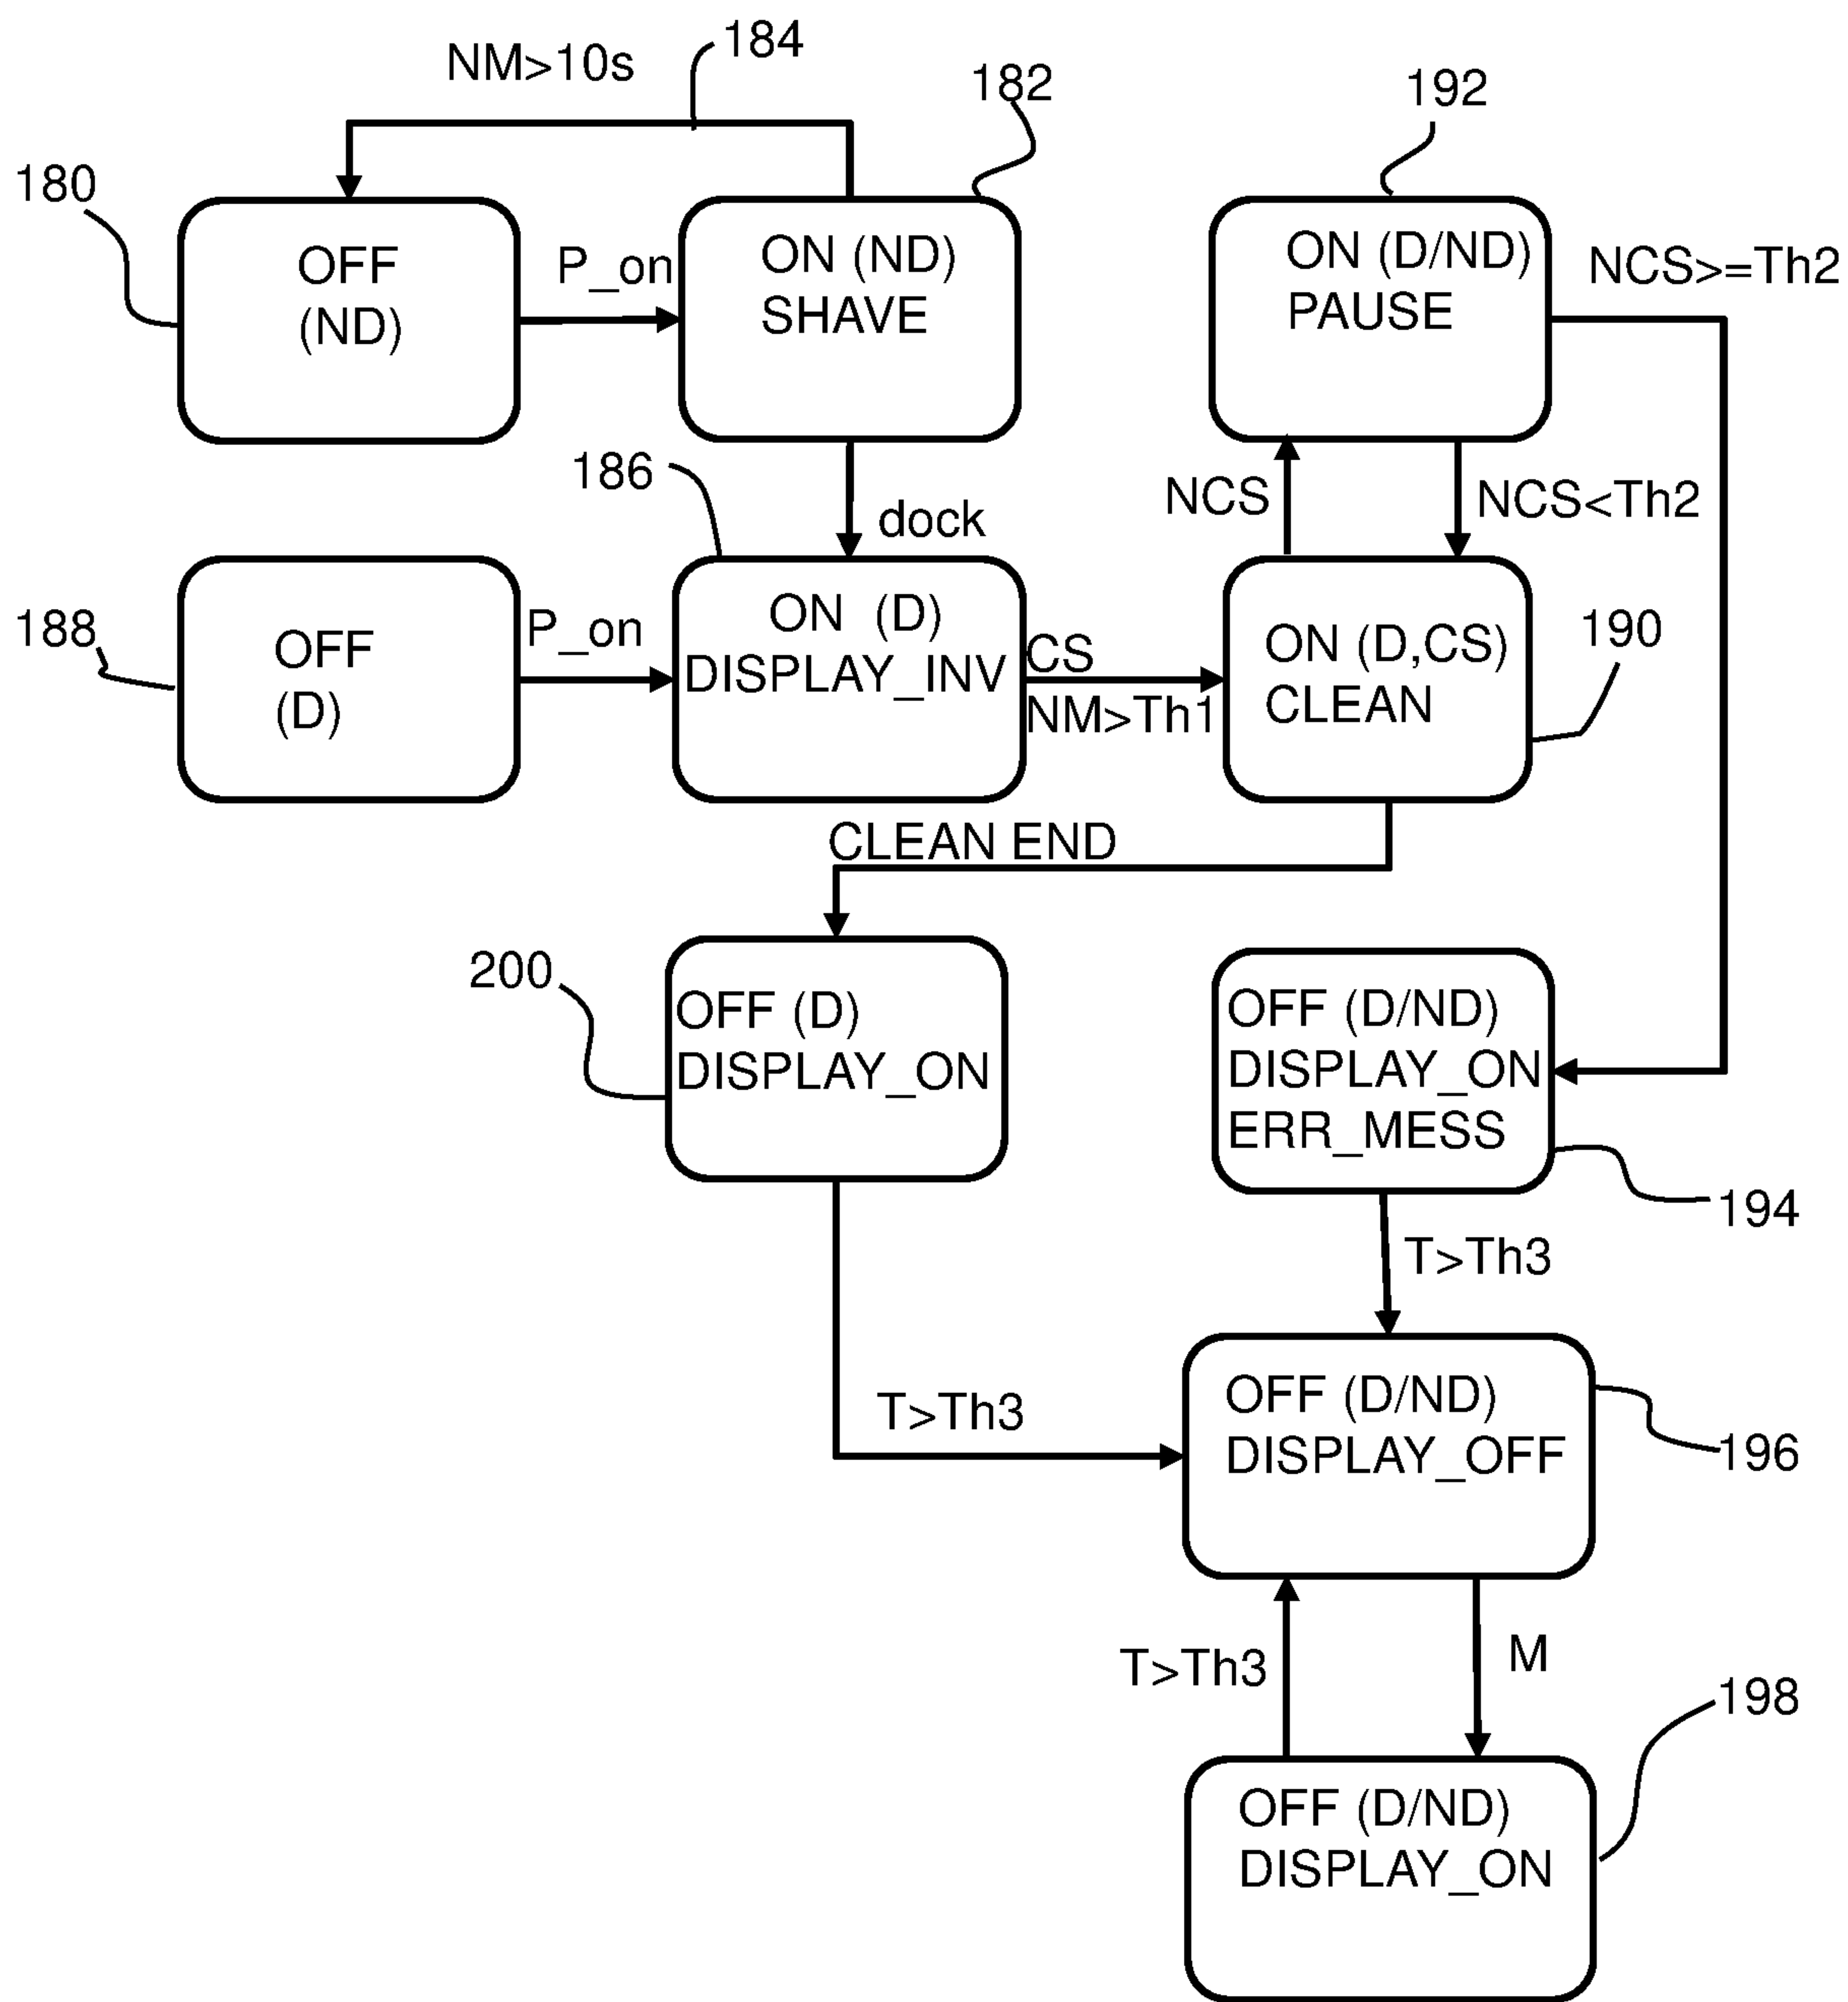 NM>10s
184
182
192
180
OFF
(ND)
P_on
ON (ND)
SHAVE
ON (D/ND)
PAUSE
NCS>=Th2
186
dock
NCS
NCS<Th2
188
OFF
(D)
P_on
ON (D)
DISPLAY_INV
CS
NM>Th1
ON (D,CS)
CLEAN
190
CLEAN END
200
OFF (D)
DISPLAY_ON
OFF (D/ND)
DISPLAY_ON
ERR_MESS
194
T>Th3
T>Th3
OFF (D/ND)
DISPLAY_OFF
196
T>Th3
M
198
OFF (D/ND)
DISPLAY_ON